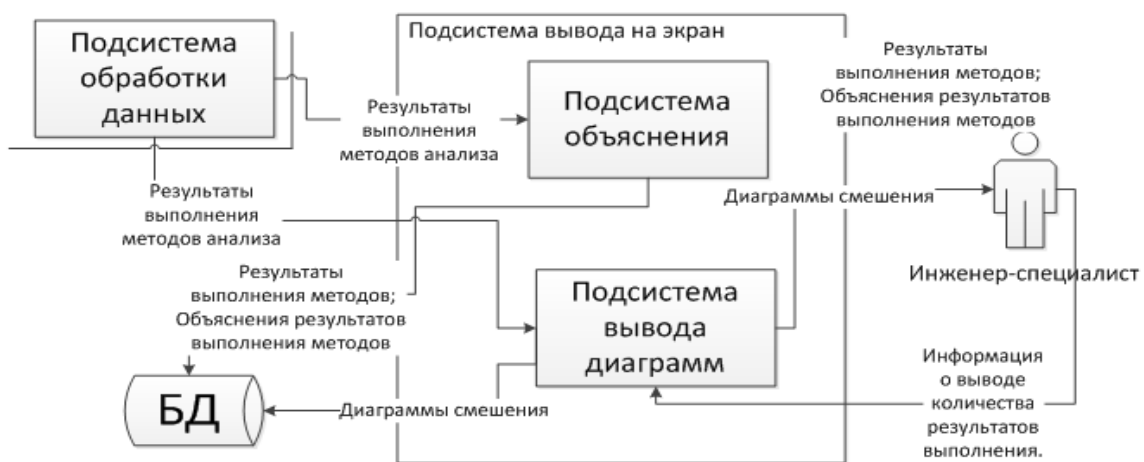 Подсистема
обработки
данных
Подсистема вывода на экран
Результаты
выполнения
методов анализа
Подсистема
объяснения
Результаты
выполнения методов;
Объяснения результатов
выполнения методов
Результаты
выполнения
методов анализа
Диаграммы смешения
Инженер-специалист
Результаты
выполнения методов;
Объяснения результатов
выполнения методов
Подсистема
вывода
диаграмм
БД
Диаграммы смешения
Информация
о выводе
количества
результатов
выполнения.